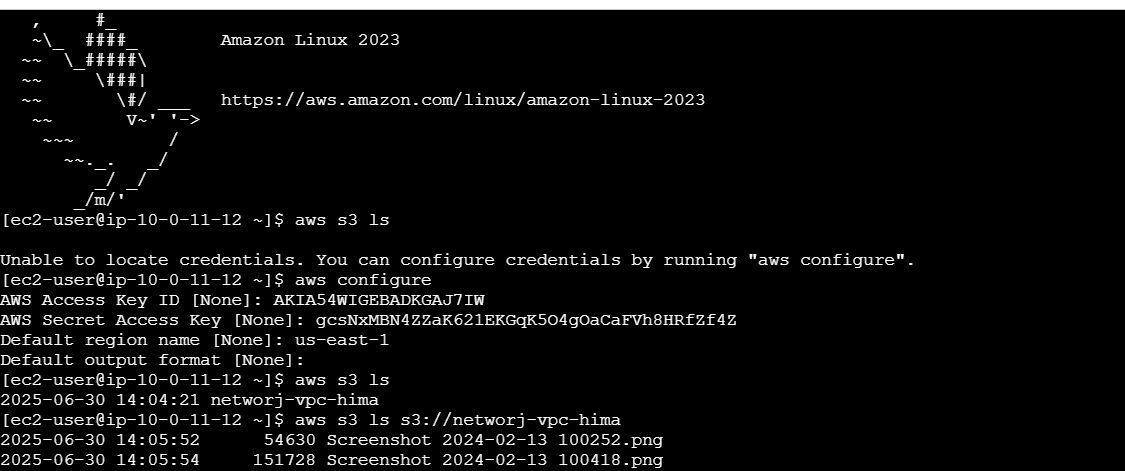 , #_
~\_ ####_ Amazon Linux 2023
~~ \_#####\
~~ \###|
~~ \#/ ___ https://aws.amazon.com/linux/amazon-linux-2023
~~ V~' '->
~~~ /
~~._. _/
_/ _/
_/m/'
[ec2-user@ip-10-0-11-12 ~]$ aws s3 ls
Unable to locate credentials. You can configure credentials by running "aws configure".
[ec2-user@ip-10-0-11-12 ~]$ aws configure
AWS Access Key ID [None]: AKIA54WIGEBADKGAJ7IW
AWS Secret Access Key [None]: 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
Default region name [None]: us-east-1
Default output format [None]:
[ec2-user@ip-10-0-11-12 ~]$ aws s3 ls
2025-06-30 14:04:21 networj-vpc-hima
[ec2-user@ip-10-0-11-12 ~]$ aws s3 ls s3://networj-vpc-hima
2025-06-30 14:05:52 54630 Screenshot 2024-02-13 100252.png
2025-06-30 14:05:54 151728 Screenshot 2024-02-13 100418.png